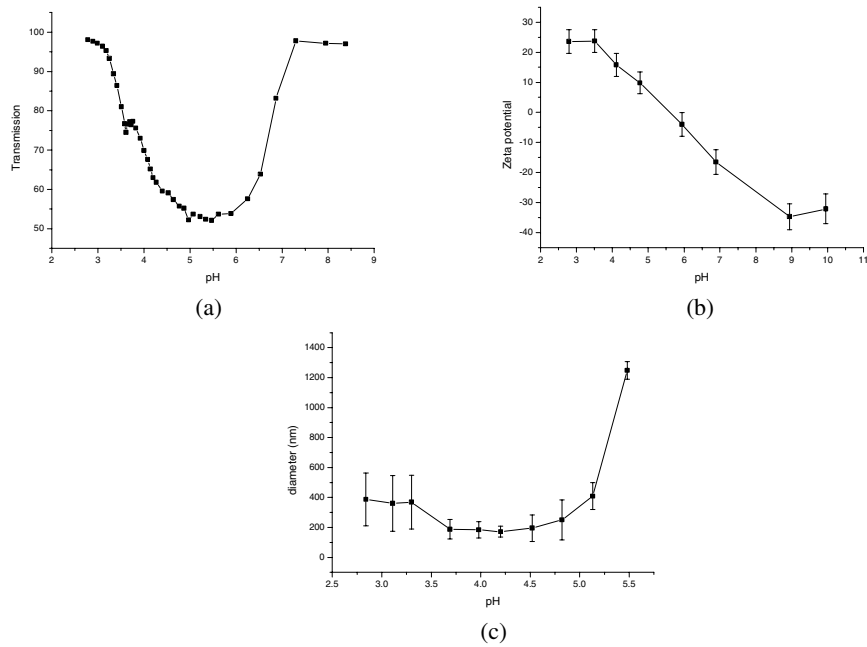 Transmission
100
90
80
70
60
50
2 3 4 5 6 7 8 9
pH
(a)
Zeta potential
30
20
10
0
-10
-20
-30
-40
2 3 4 5 6 7 8 9 10 11
pH
(b)
diameter (nm)
1400
1200
1000
800
600
400
200
0
2.5 3.0 3.5 4.0 4.5 5.0 5.5
pH
(c)